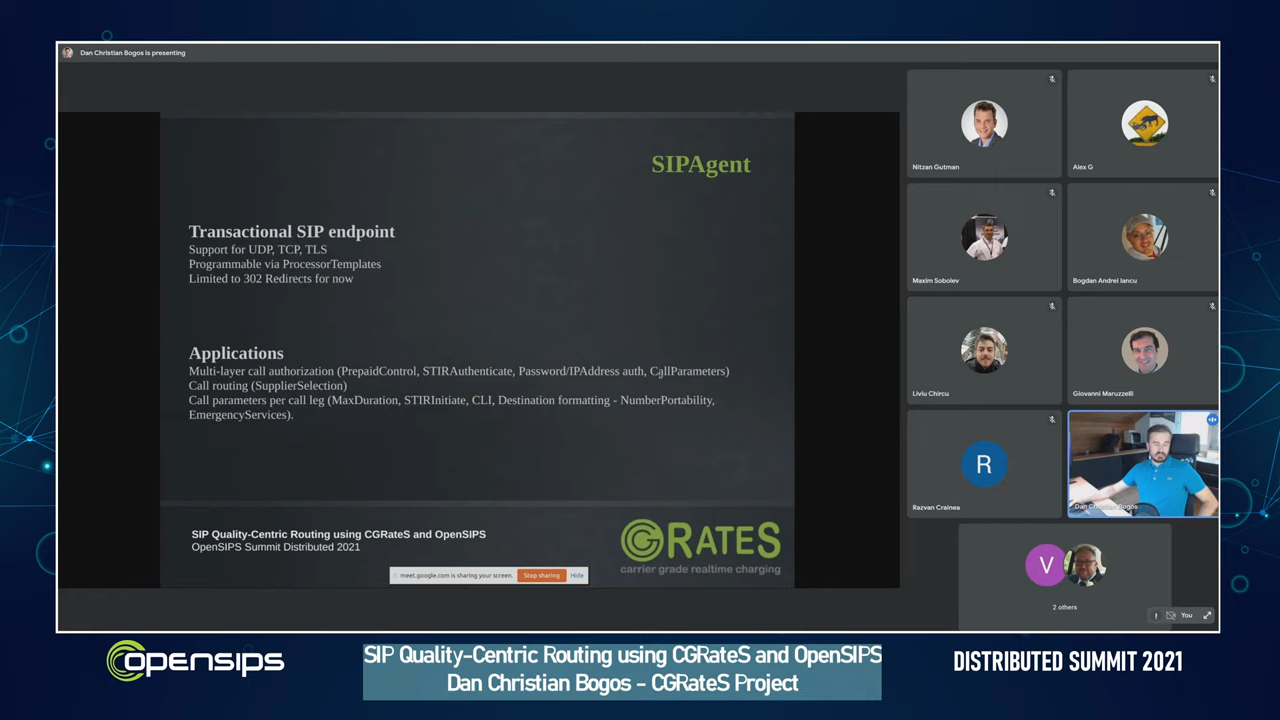 Dan Christian Bogos is presenting
SIPAgent
Transactional SIP endpoint
Support for UDP, TCP, TLS
Programmable via ProcessorTemplates
Limited to 302 Redirects for now
Applications
Multi-layer call authorization (PrepaidControl, STIRAuthenticate, Password/IPAddress auth, CallParameters)
Call routing (SupplierSelection)
Call parameters per call leg (MaxDuration, STIRInitiate, CLI, Destination formatting - NumberPortability,
EmergencyServices).
SIP Quality-Centric Routing using CGRateS and OpenSIPS
OpenSIPS Summit Distributed 2021
CGRATES
carrier grade realtime charging
meet.google.com is sharing your screen.
Stop sharing
Hide
Nitzan Gutman
Alex G
Maxim Sobolev
Bogdan Andrei Iancu
Liviu Chircu
Giovanni Maruzzelli
R
Razvan Crainea
Dan Christian Bogos
V
2 others
You
opensips
SIP Quality-Centric Routing using CGRateS and OpenSIPS
Dan Christian Bogos - CGRateS Project
DISTRIBUTED SUMMIT 2021